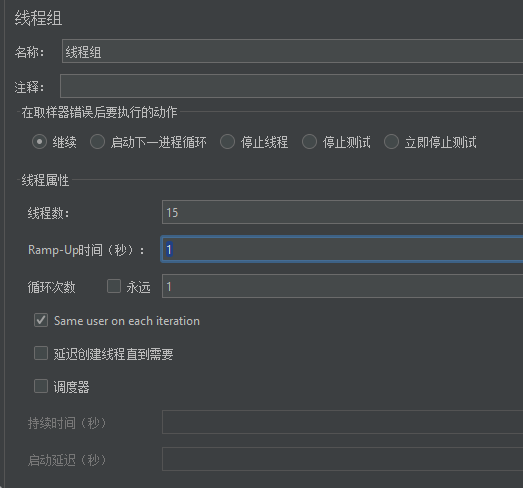 线程组
名称： 线程组
注释：
在取样器错误后要执行的动作
继续 启动下一进程循环 停止线程 停止测试 立即停止测试
线程属性
线程数： 15
Ramp-Up时间（秒）： 1
循环次数 永远 1
Same user on each iteration
延迟创建线程直到需要
调度器
持续时间（秒）
启动延迟（秒）